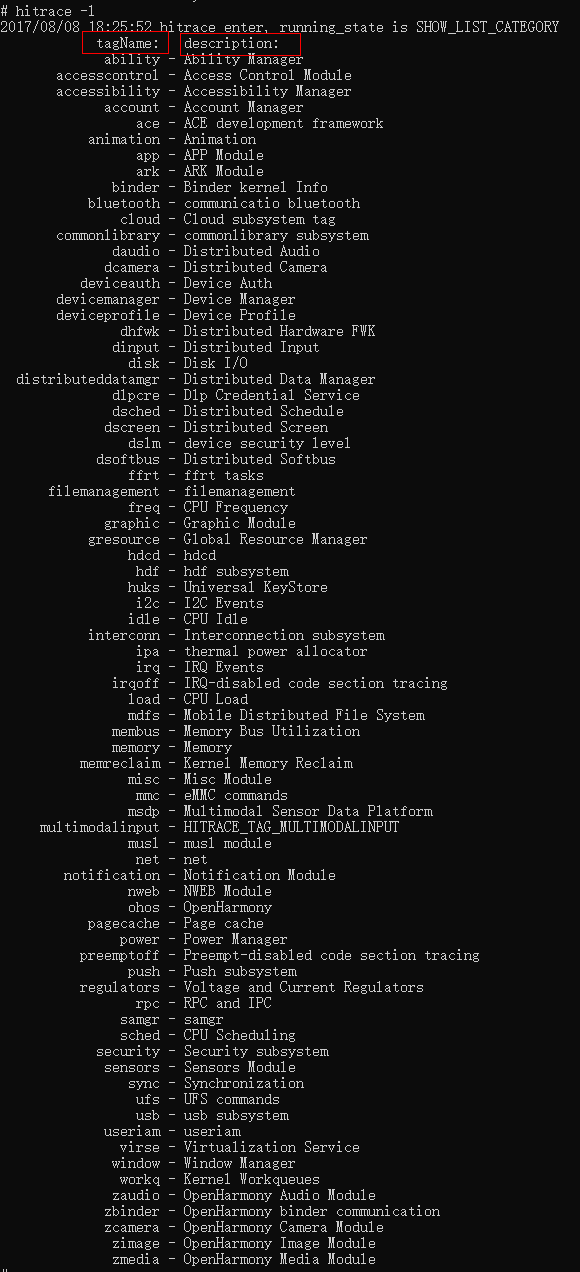 # hitrace -l
2017/08/08 18:25:52 hitrace enter, running_state is SHOW_LIST_CATEGORY
tagName: description:
ability - Ability Manager
accesscontrol - Access Control Module
accessibility - Accessibility Manager
account - Account Manager
ace - ACE development framework
animation - Animation
app - APP Module
ark - ARK Module
binder - Binder kernel Info
bluetooth - communicatio bluetooth
cloud - Cloud subsystem tag
commonlibrary - commonlibrary subsystem
daudio - Distributed Audio
dcamera - Distributed Camera
deviceauth - Device Auth
devicemanager - Device Manager
deviceprofile - Device Profile
dhfwk - Distributed Hardware FWK
dinput - Distributed Input
disk - Disk I/O
distributeddatamgr - Distributed Data Manager
dlpcre - Dlp Credential Service
dsched - Distributed Schedule
dscreen - Distributed Screen
dslm - device security level
dsoftbus - Distributed Softbus
ffrt - ffrt tasks
filemanagement - filemanagement
freq - CPU Frequency
graphic - Graphic Module
gresource - Global Resource Manager
hdcd - hdcd
hdf - hdf subsystem
huks - Universal KeyStore
i2c - I2C Events
idle - CPU Idle
interconn - Interconnection subsystem
ipa - thermal power allocator
irq - IRQ Events
irqoff - IRQ-disabled code section tracing
load - CPU Load
mdfs - Mobile Distributed File System
membus - Memory Bus Utilization
memory - Memory
memreclaim - Kernel Memory Reclaim
misc - Misc Module
mmc - eMMC commands
msdp - Multimodal Sensor Data Platform
multimodalinput - HITRACE_TAG_MULTIMODALINPUT
musl - musl module
net - net
notification - Notification Module
nweb - NWEB Module
ohos - OpenHarmony
pagecache - Page cache
power - Power Manager
preemptoff - Preempt-disabled code section tracing
push - Push subsystem
regulators - Voltage and Current Regulators
rpc - RPC and IPC
samgr - samgr
sched - CPU Scheduling
security - Security subsystem
sensors - Sensors Module
sync - Synchronization
ufs - UFS commands
usb - usb subsystem
useriam - useriam
virse - Virtualization Service
window - Window Manager
workq - Kernel Workqueues
zaudio - OpenHarmony Audio Module
zbinder - OpenHarmony binder communication
zcamera - OpenHarmony Camera Module
zimage - OpenHarmony Image Module
zmedia - OpenHarmony Media Module